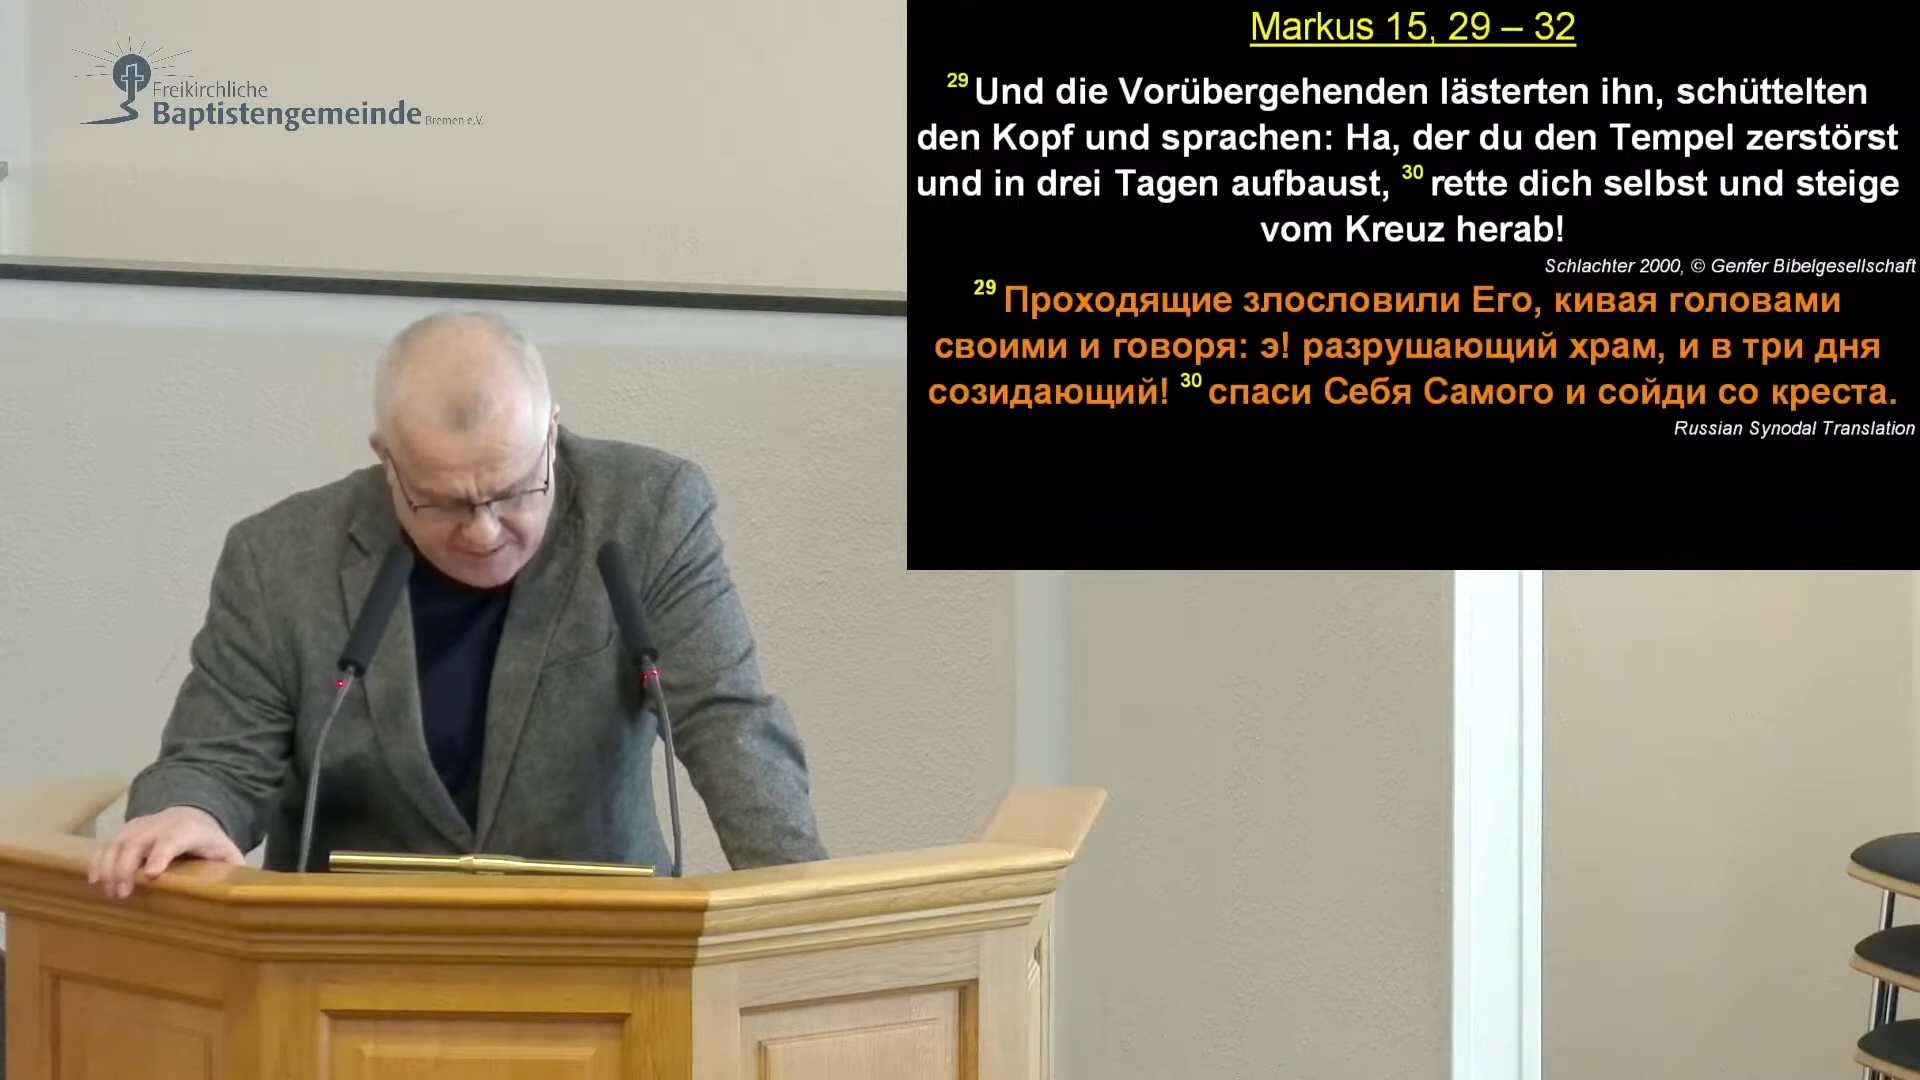 Freikirchliche
Baptistengemeinde Bremen e.V.
Markus 15, 29 – 32
29 Und die Vorübergehenden lästerten ihn, schüttelten
den Kopf und sprachen: Ha, der du den Tempel zerstörst
und in drei Tagen aufbaust, 30 rette dich selbst und steige
vom Kreuz herab!
Schlachter 2000, © Genfer Bibelgesellschaft
29 Проходящие злословили Его, кивая головами
своими и говоря: э! разрушающий храм, и в три дня
созидающий! 30 спаси Себя Самого и сойди со креста.
Russian Synodal Translation